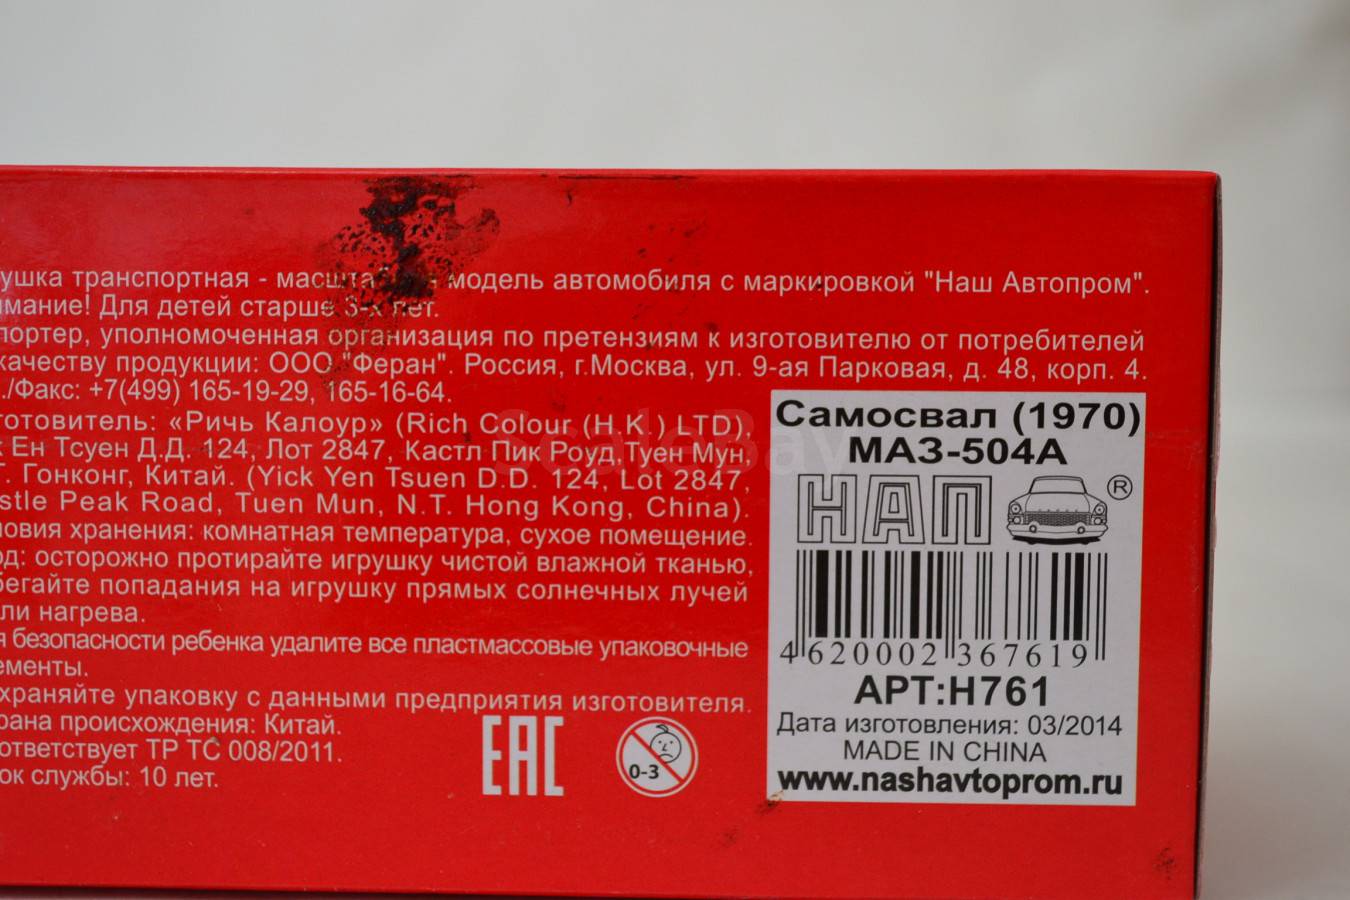 ушка транспортная - масштабная модель автомобиля с маркировкой "Наш Автопром".
имание! Для детей старше 3-х лет.
портер, уполномоченная организация по претензиям к изготовителю от потребителей
качеству продукции: ООО "Феран". Россия, г.Москва, ул. 9-ая Парковая, д. 48, корп. 4.
./Факс: +7(499) 165-19-29, 165-16-64.
готовитель: «Ричь Калоур» (Rich Colour (H.K.) LTD),
к Ен Тсуен Д.Д. 124, Лот 2847, Кастл Пик Роуд,Туен Мун,
Т. Гонконг, Китай. (Yick Yen Tsuen D.D. 124, Lot 2847,
stle Peak Road, Tuen Mun, N.T. Hong Kong, China).
ловия хранения: комнатная температура, сухое помещение.
од: осторожно протирайте игрушку чистой влажной тканью,
бегайте попадания на игрушку прямых солнечных лучей
ли нагрева.
я безопасности ребенка удалите все пластмассовые упаковочные
ементы.
храняйте упаковку с данными предприятия изготовителя.
рана происхождения: Китай.
ответствует ТР ТС 008/2011.
ок службы: 10 лет.
ЕАС
0-3
Самосвал (1970)
МАЗ-504А
НАП ®
4 620002 367619
АРТ:Н761
Дата изготовления: 03/2014
MADE IN CHINA
www.nashavtoprom.ru
ScaleBay